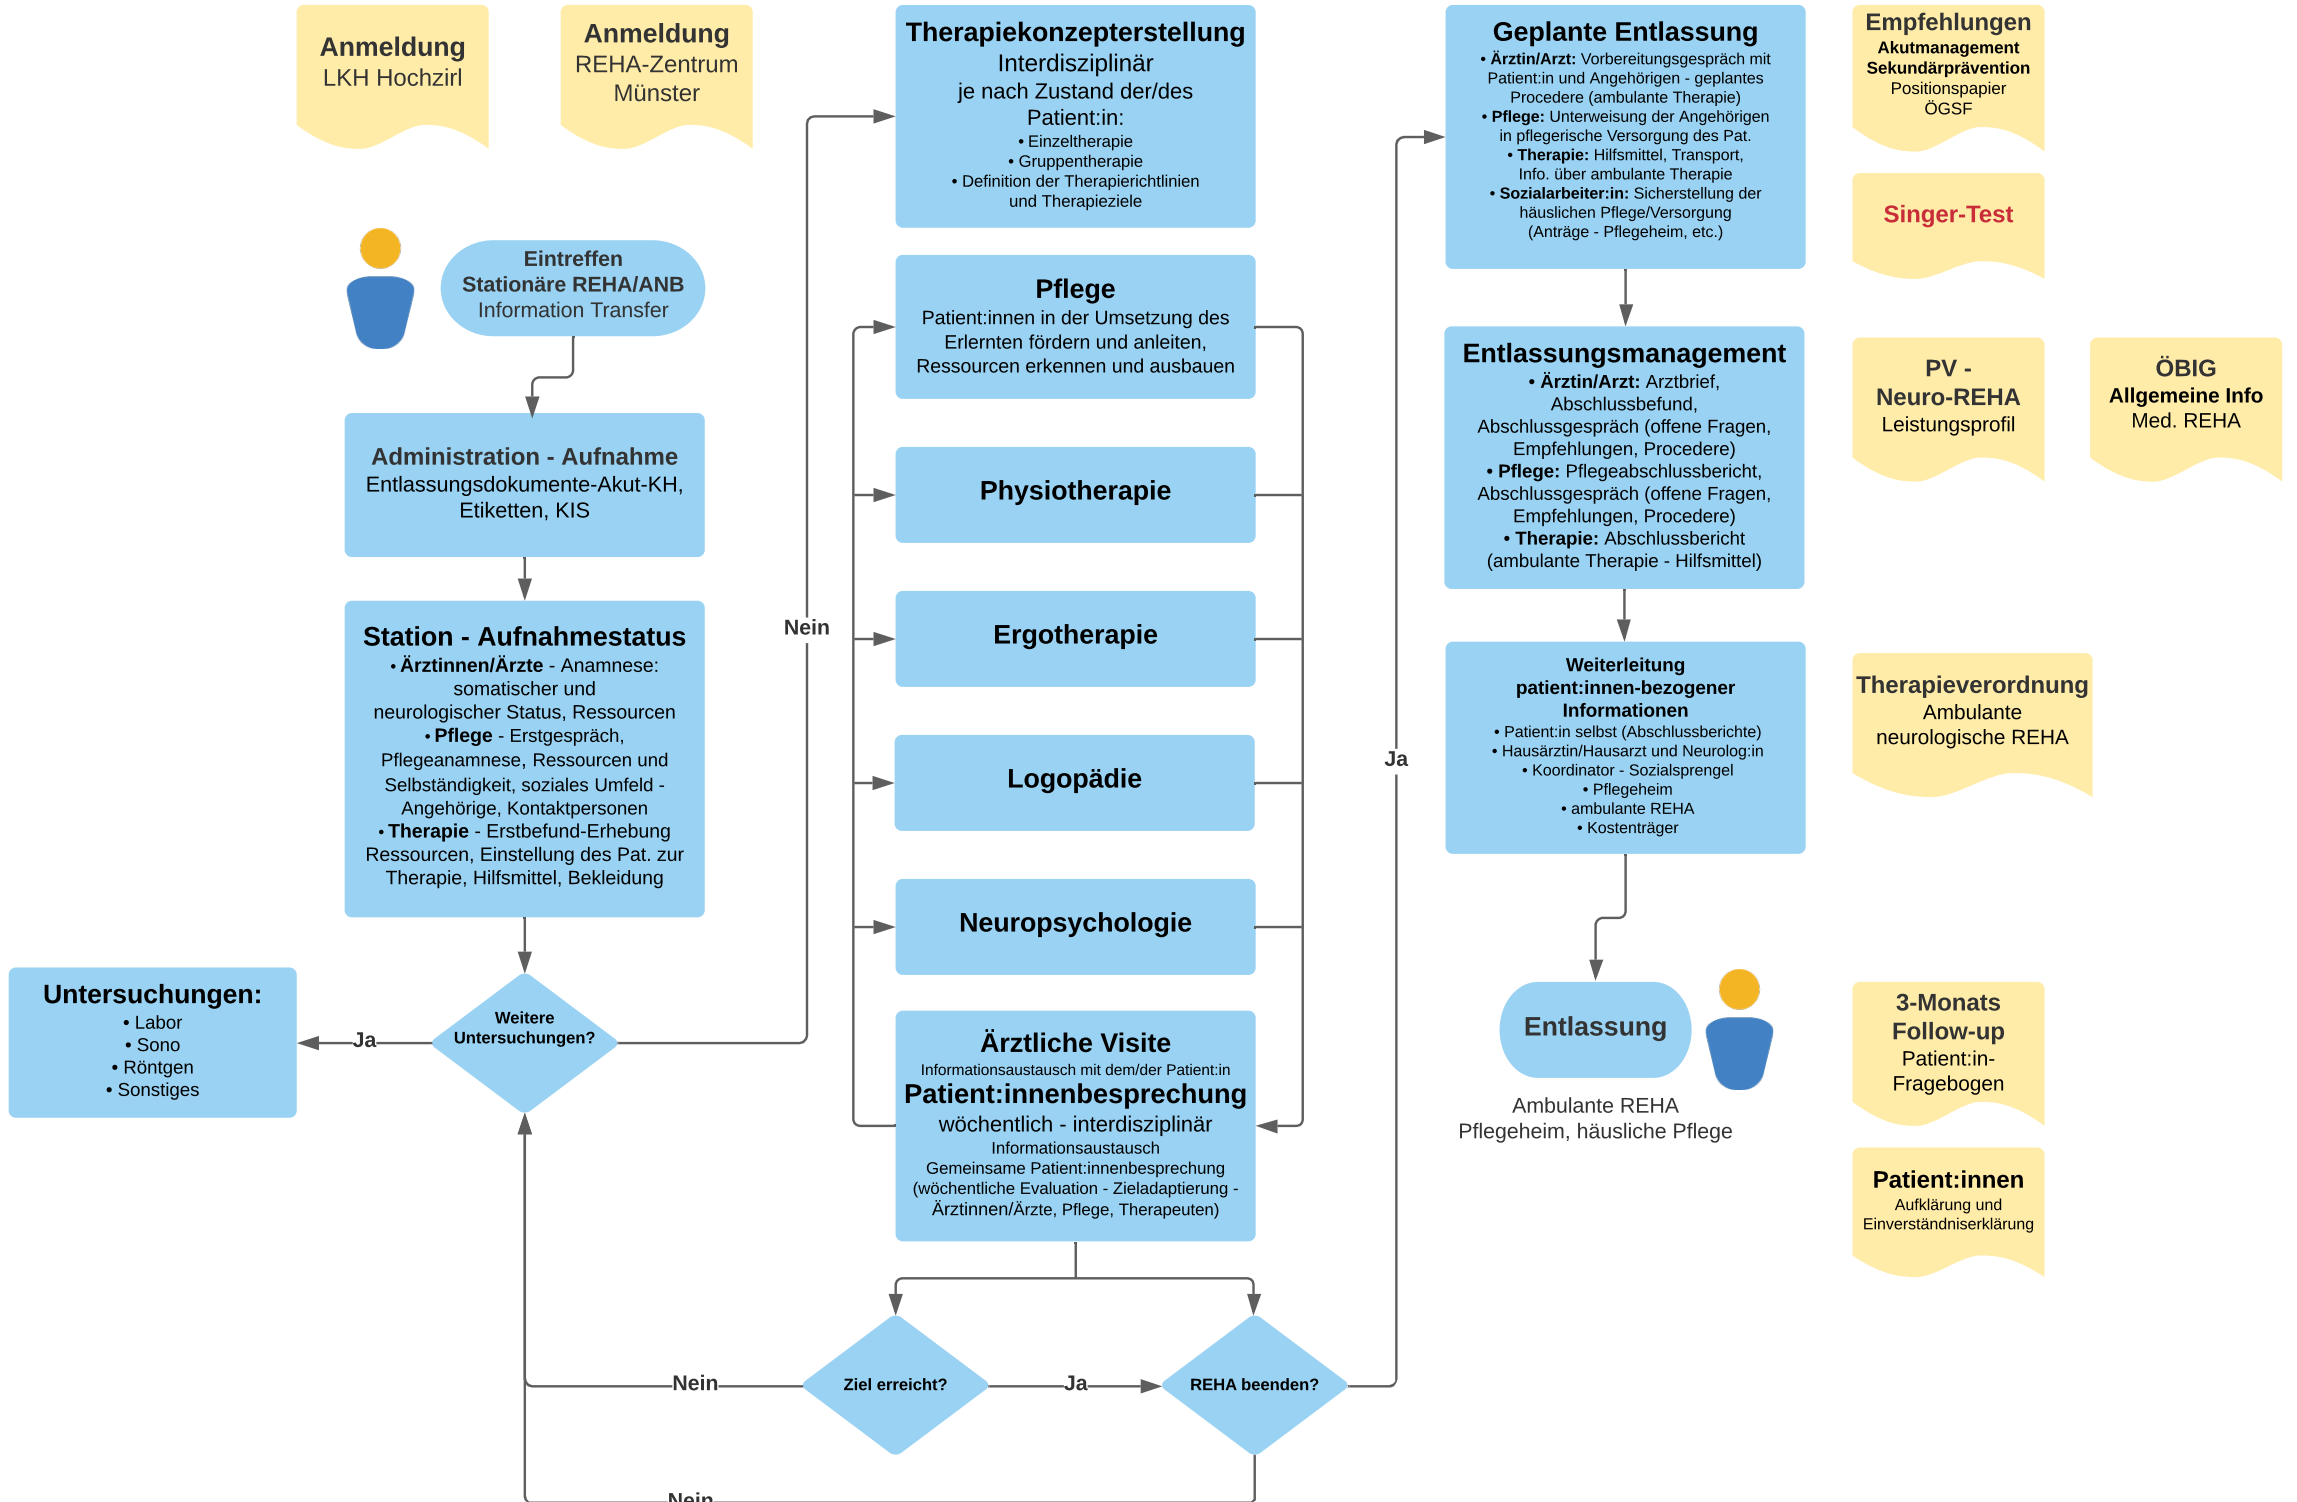 Anmeldung
LKH Hochzirl
Anmeldung
REHA-Zentrum
Münster
Eintreffen
Stationäre REHA/ANB
Information Transfer
Administration - Aufnahme
Entlassungsdokumente-Akut-KH,
Etiketten, KIS
Station - Aufnahmestatus
• Ärztinnen/Ärzte - Anamnese:
somatischer und
neurologischer Status, Ressourcen
• Pflege - Erstgespräch,
Pflegeanamnese, Ressourcen und
Selbständigkeit, soziales Umfeld -
Angehörige, Kontaktpersonen
• Therapie - Erstbefund-Erhebung
Ressourcen, Einstellung des Pat. zur
Therapie, Hilfsmittel, Bekleidung
Weitere
Untersuchungen?
Ja
Untersuchungen:
• Labor
• Sono
• Röntgen
• Sonstiges
Nein
Therapiekonzepterstellung
Interdisziplinär
je nach Zustand der/des
Patient:in:
• Einzeltherapie
• Gruppentherapie
• Definition der Therapierichtlinien
und Therapieziele
Pflege
Patient:innen in der Umsetzung des
Erlernten fördern und anleiten,
Ressourcen erkennen und ausbauen
Physiotherapie
Ergotherapie
Logopädie
Neuropsychologie
Ärztliche Visite
Informationsaustausch mit dem/der Patient:in
Patient:innenbesprechung
wöchentlich - interdisziplinär
Informationsaustausch
Gemeinsame Patient:innenbesprechung
(wöchentliche Evaluation - Zieladaptierung -
Ärztinnen/Ärzte, Pflege, Therapeuten)
Ziel erreicht?
Nein
Ja
REHA beenden?
Nein
Ja
Geplante Entlassung
• Ärztin/Arzt: Vorbereitungsgespräch mit
Patient:in und Angehörigen - geplantes
Procedere (ambulante Therapie)
• Pflege: Unterweisung der Angehörigen
in pflegerische Versorgung des Pat.
• Therapie: Hilfsmittel, Transport,
Info. über ambulante Therapie
• Sozialarbeiter:in: Sicherstellung der
häuslichen Pflege/Versorgung
(Anträge - Pflegeheim, etc.)
Entlassungsmanagement
• Ärztin/Arzt: Arztbrief,
Abschlussbefund,
Abschlussgespräch (offene Fragen,
Empfehlungen, Procedere)
• Pflege: Pflegeabschlussbericht,
Abschlussgespräch (offene Fragen,
Empfehlungen, Procedere)
• Therapie: Abschlussbericht
(ambulante Therapie - Hilfsmittel)
Weiterleitung
patient:innen-bezogener
Informationen
• Patient:in selbst (Abschlussberichte)
• Hausärztin/Hausarzt und Neurolog:in
• Koordinator - Sozialsprengel
• Pflegeheim
• ambulante REHA
• Kostenträger
Entlassung
Ambulante REHA
Pflegeheim, häusliche Pflege
Empfehlungen
Akutmanagement
Sekundärprävention
Positionspapier
ÖGSF
Singer-Test
PV -
Neuro-REHA
Leistungsprofil
ÖBIG
Allgemeine Info
Med. REHA
Therapieverordnung
Ambulante
neurologische REHA
3-Monats
Follow-up
Patient:in-
Fragebogen
Patient:innen
Aufklärung und
Einverständniserklärung